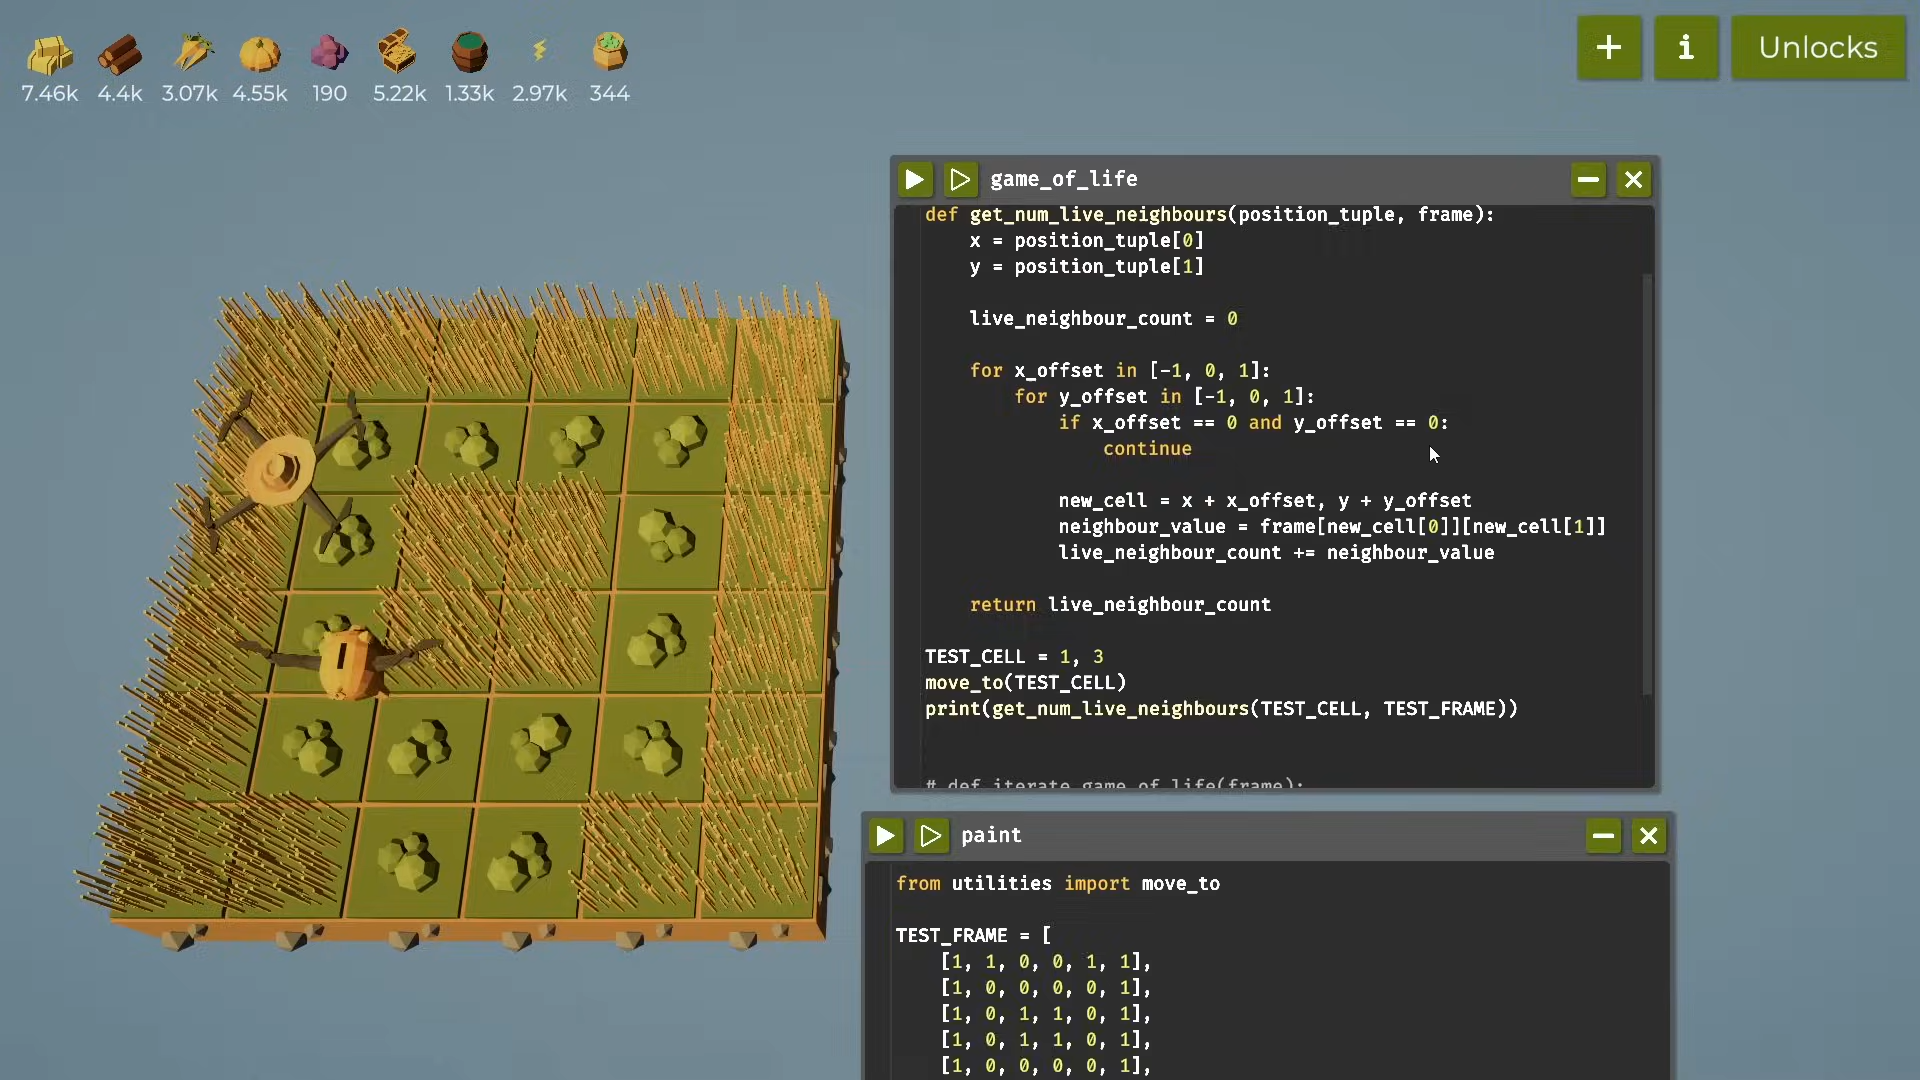 7.46k 4.4k 3.07k 4.55k 190 5.22k 1.33k 2.97k 344
+ i Unlocks
game_of_life
def get_num_live_neighbours(position_tuple, frame):
x = position_tuple[0]
y = position_tuple[1]
live_neighbour_count = 0
for x_offset in [-1, 0, 1]:
for y_offset in [-1, 0, 1]:
if x_offset == 0 and y_offset == 0:
continue
new_cell = x + x_offset, y + y_offset
neighbour_value = frame[new_cell[0]][new_cell[1]]
live_neighbour_count += neighbour_value
return live_neighbour_count
TEST_CELL = 1, 3
move_to(TEST_CELL)
print(get_num_live_neighbours(TEST_CELL, TEST_FRAME))
# def iterate_game_of_life(frame):
paint
from utilities import move_to
TEST_FRAME = [
[1, 1, 0, 0, 1, 1],
[1, 0, 0, 0, 0, 1],
[1, 0, 1, 1, 0, 1],
[1, 0, 1, 1, 0, 1],
[1, 0, 0, 0, 0, 1],